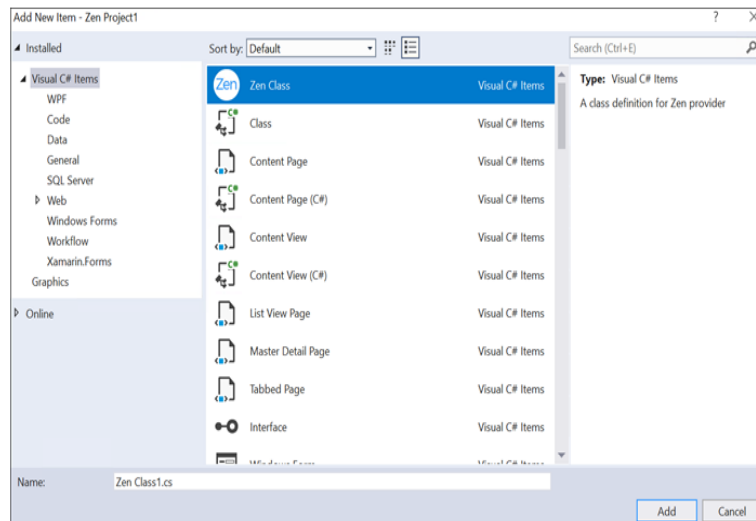 Add New Item - Zen Project1
?
Installed
Sort by: Default
Search (Ctrl+E)
Visual C# Items
WPF
Code
Data
General
SQL Server
Web
Windows Forms
Workflow
Xamarin.Forms
Graphics
Online
Zen Zen Class Visual C# Items
C# Class Visual C# Items
Content Page Visual C# Items
C# Content Page (C#) Visual C# Items
Content View Visual C# Items
C# Content View (C#) Visual C# Items
List View Page Visual C# Items
Master Detail Page Visual C# Items
Tabbed Page Visual C# Items
Interface Visual C# Items
Type: Visual C# Items
A class definition for Zen provider
Name: Zen Class1.cs
Add Cancel